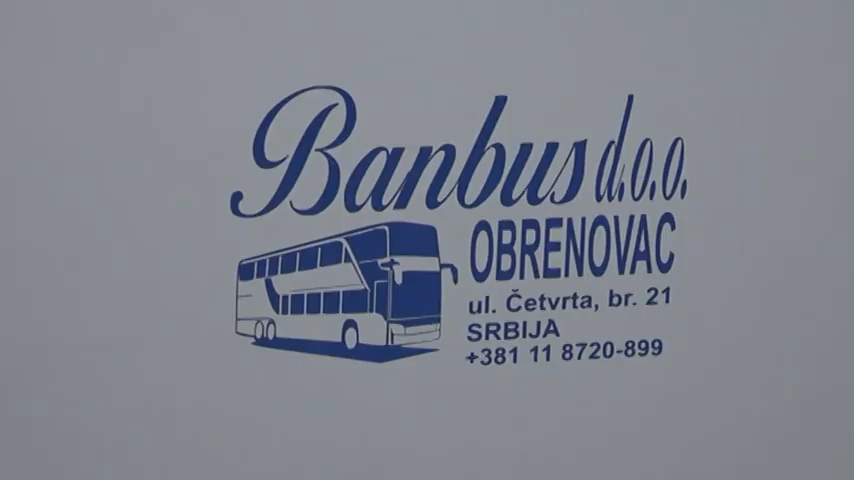 Banbus d.o.o.
OBRENOVAC
ul. Četvrta, br. 21
SRBIJA
+381 11 8720-899